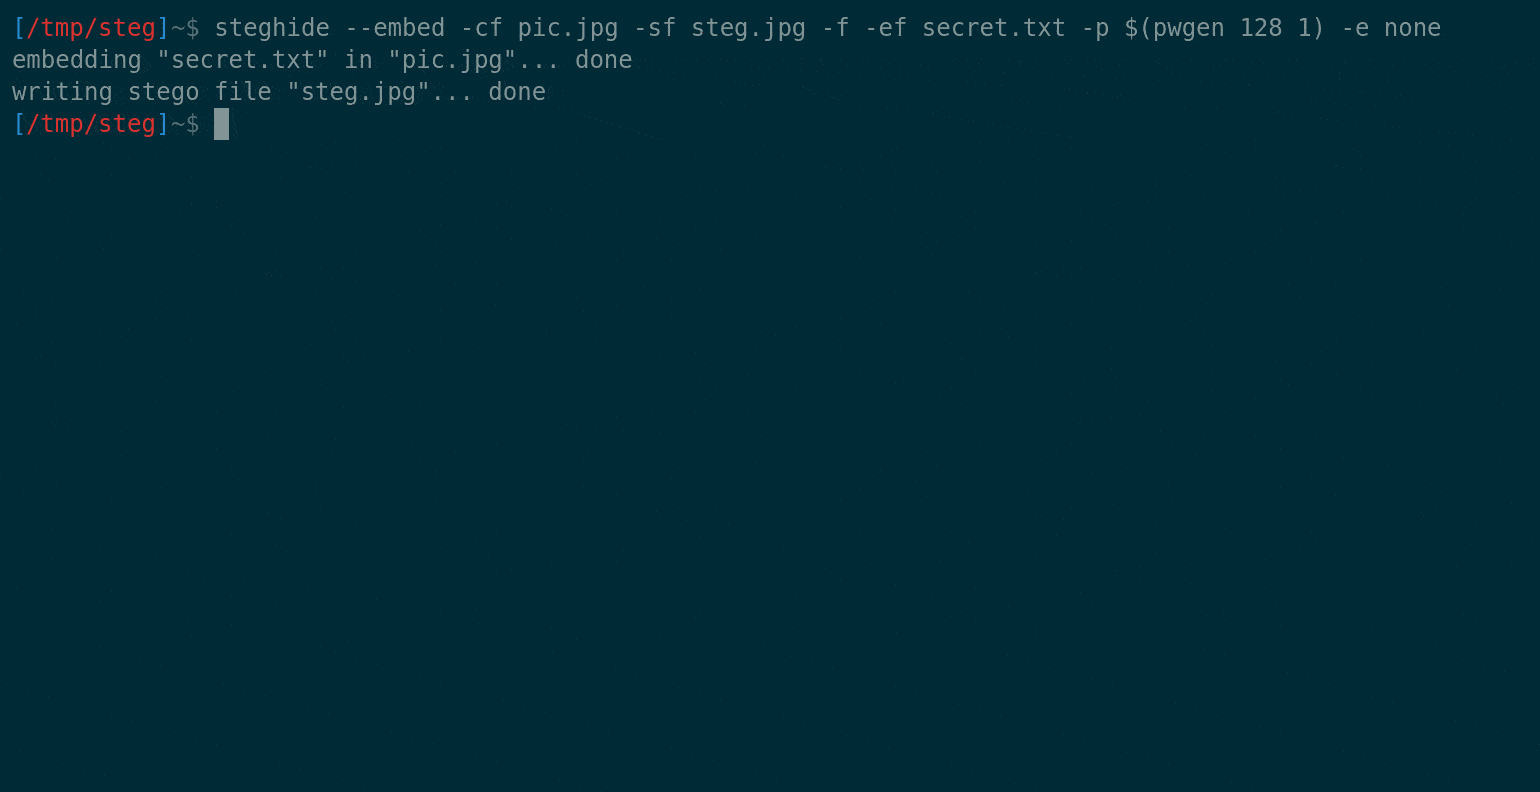 [/tmp/steg]~$ steghide --embed -cf pic.jpg -sf steg.jpg -f -ef secret.txt -p $(pwgen 128 1) -e none
embedding "secret.txt" in "pic.jpg"... done
writing stego file "steg.jpg"... done
[/tmp/steg]~$